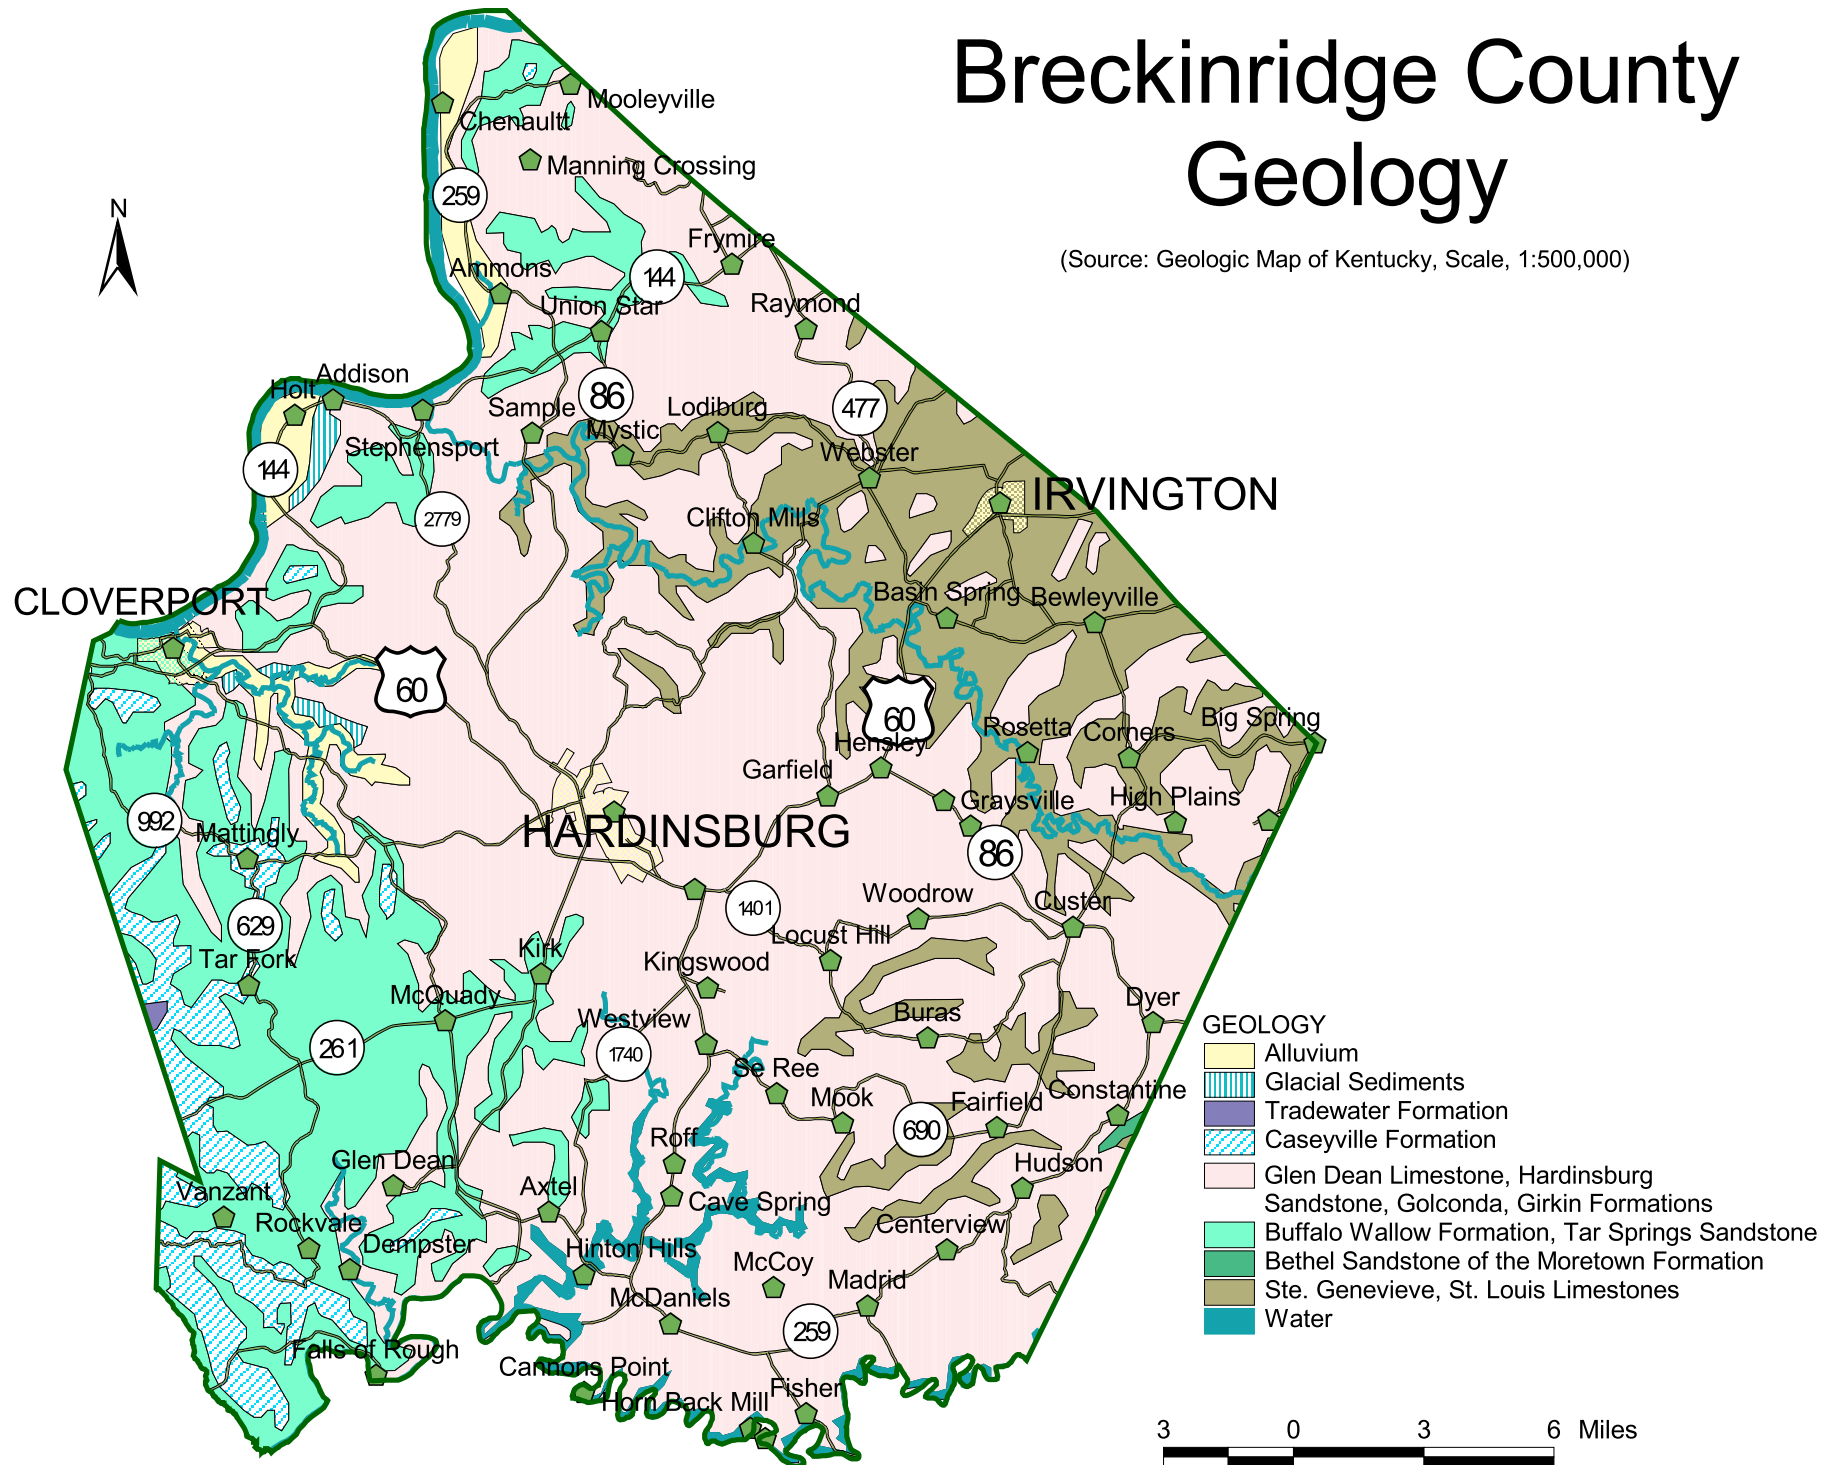 Breckinridge County
Geology
(Source: Geologic Map of Kentucky, Scale, 1:500,000)
N
Mooleyville
Chenaultt
Manning Crossing
259
Frymire
Ammons
144
Union Star
Raymond
Addison
Holt
86
Sample
Lodiburg
477
Mystic
Stephensport
Webster
144
IRVINGTON
2779
Clifton Mills
CLOVERPORT
Basin Spring
Bewleyville
60
60
Rosetta
Corners
Big Spring
Hensley
Garfield
Graysville
High Plains
992
Mattingly
HARDINSBURG
86
Woodrow
Custer
1401
629
Locust Hill
Kirk
Tar Fork
Kingswood
McQuady
Dyer
Westview
Buras
261
1740
Se Ree
Mook
Fairfield
Constantine
690
Roff
Glen Dean
Hudson
Vanzant
Axtel
Cave Spring
Rockvale
Centerview
Dempster
Hinton Hills
McCoy
Madrid
McDaniels
259
Falls of Rough
Cannons Point
Fisher
Horn Back Mill
GEOLOGY
Alluvium
Glacial Sediments
Tradewater Formation
Caseyville Formation
Glen Dean Limestone, Hardinsburg
Sandstone, Golconda, Girkin Formations
Buffalo Wallow Formation, Tar Springs Sandstone
Bethel Sandstone of the Moretown Formation
Ste. Genevieve, St. Louis Limestones
Water
3 0 3 6 Miles